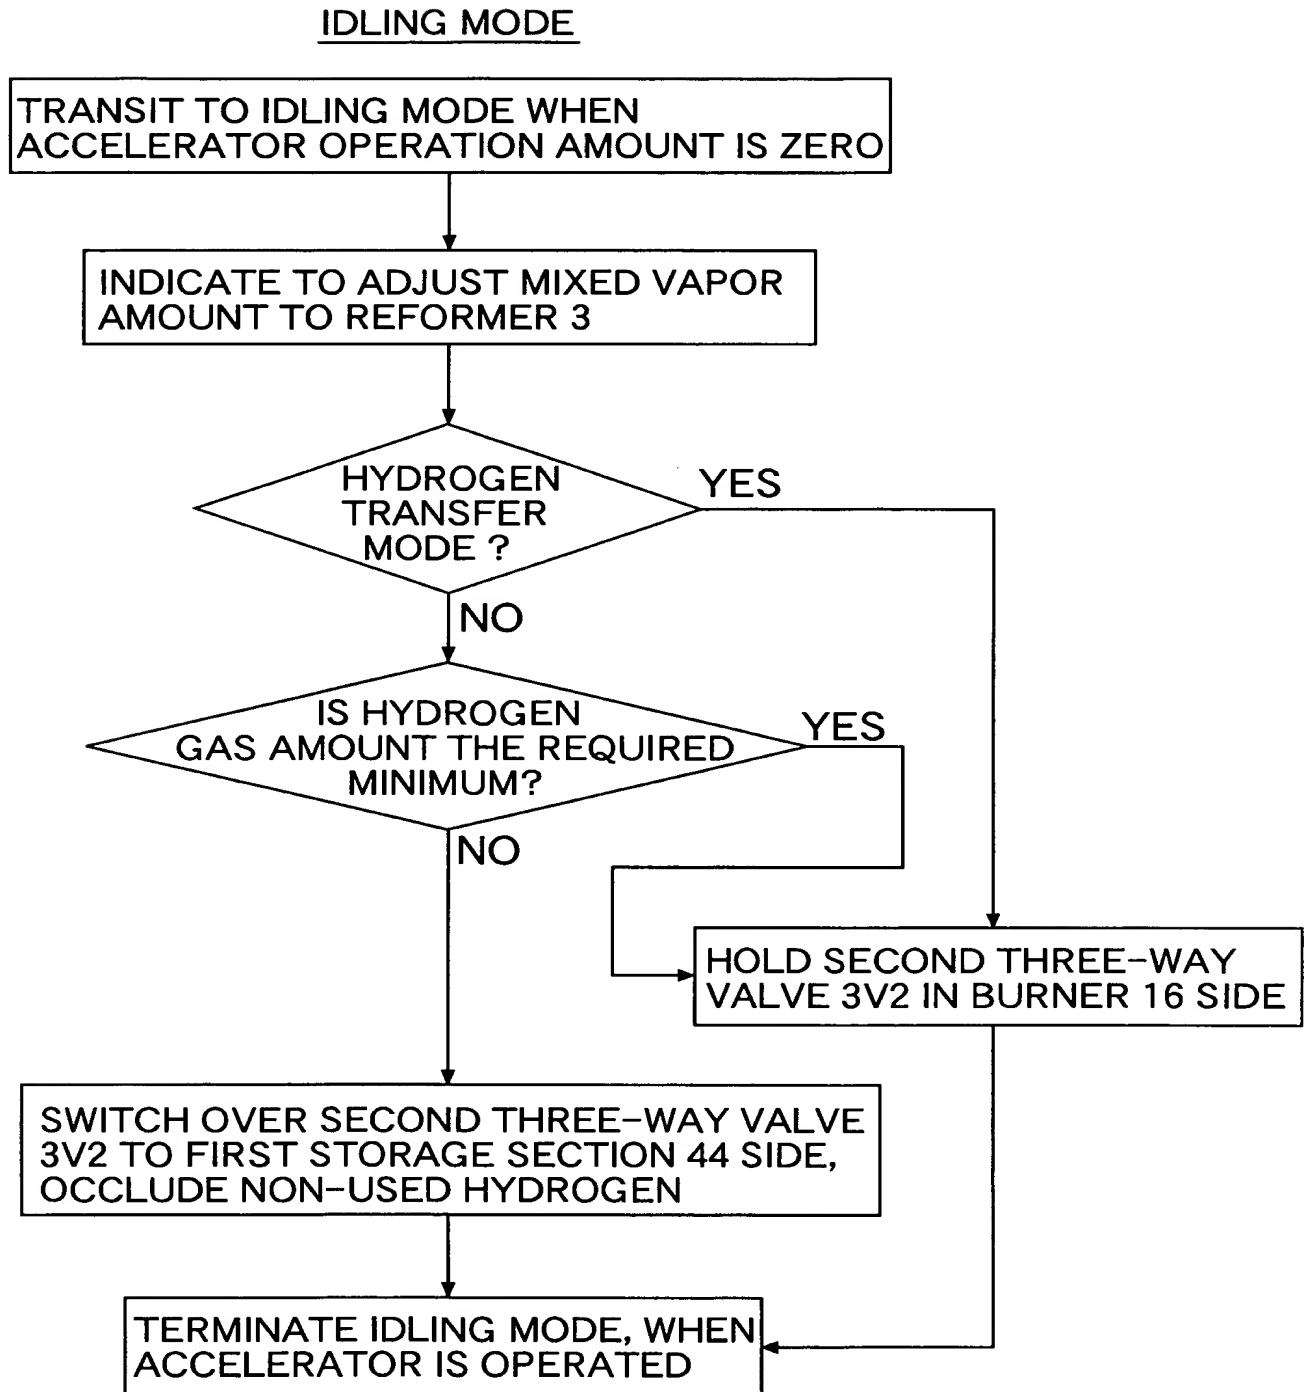 IDLING MODE
TRANSIT TO IDLING MODE WHEN
ACCELERATOR OPERATION AMOUNT IS ZERO
INDICATE TO ADJUST MIXED VAPOR
AMOUNT TO REFORMER 3
HYDROGEN
TRANSFER
MODE ?
YES
NO
IS HYDROGEN
GAS AMOUNT THE REQUIRED
MINIMUM?
YES
NO
HOLD SECOND THREE-WAY
VALVE 3V2 IN BURNER 16 SIDE
SWITCH OVER SECOND THREE-WAY VALVE
3V2 TO FIRST STORAGE SECTION 44 SIDE,
OCCLUDE NON-USED HYDROGEN
TERMINATE IDLING MODE, WHEN
ACCELERATOR IS OPERATED